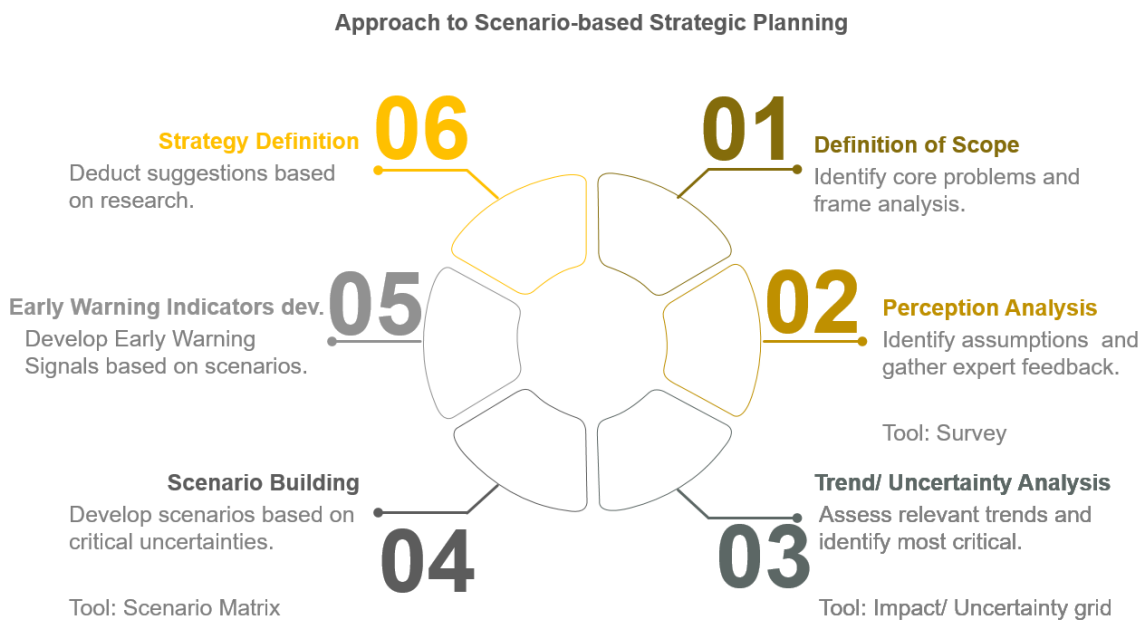 Approach to Scenario-based Strategic Planning
01
Definition of Scope
Identify core problems and
frame analysis.
02
Perception Analysis
Identify assumptions and
gather expert feedback.
Tool: Survey
03
Trend/ Uncertainty Analysis
Assess relevant trends and
identify most critical.
Tool: Impact/ Uncertainty grid
04
Scenario Building
Develop scenarios based on
critical uncertainties.
Tool: Scenario Matrix
05
Early Warning Indicators dev.
Develop Early Warning
Signals based on scenarios.
06
Strategy Definition
Deduct suggestions based
on research.